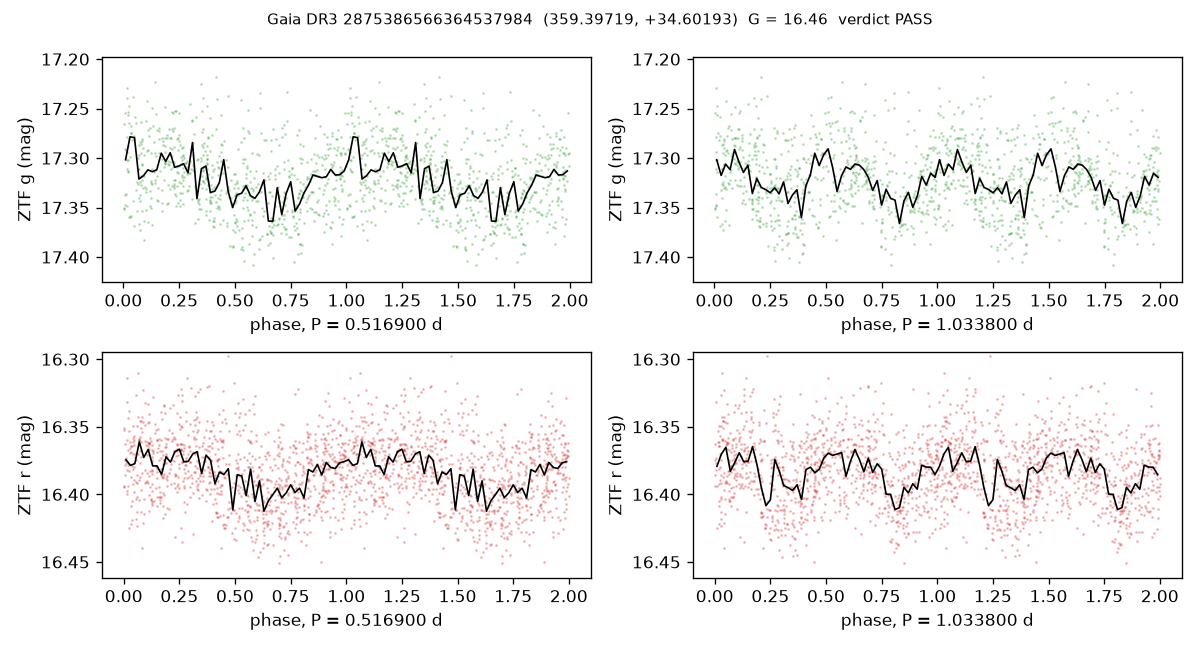 Gaia DR3 2875386566364537984 (359.39719, +34.60193) G = 16.46 verdict PASS
17.20
17.25
17.30
17.35
17.40
ZTF g (mag)
0.00 0.25 0.50 0.75 1.00 1.25 1.50 1.75 2.00
phase, P = 0.516900 d
17.20
17.25
17.30
17.35
17.40
ZTF g (mag)
0.00 0.25 0.50 0.75 1.00 1.25 1.50 1.75 2.00
phase, P = 1.033800 d
16.30
16.35
16.40
16.45
ZTF r (mag)
0.00 0.25 0.50 0.75 1.00 1.25 1.50 1.75 2.00
phase, P = 0.516900 d
16.30
16.35
16.40
16.45
ZTF r (mag)
0.00 0.25 0.50 0.75 1.00 1.25 1.50 1.75 2.00
phase, P = 1.033800 d